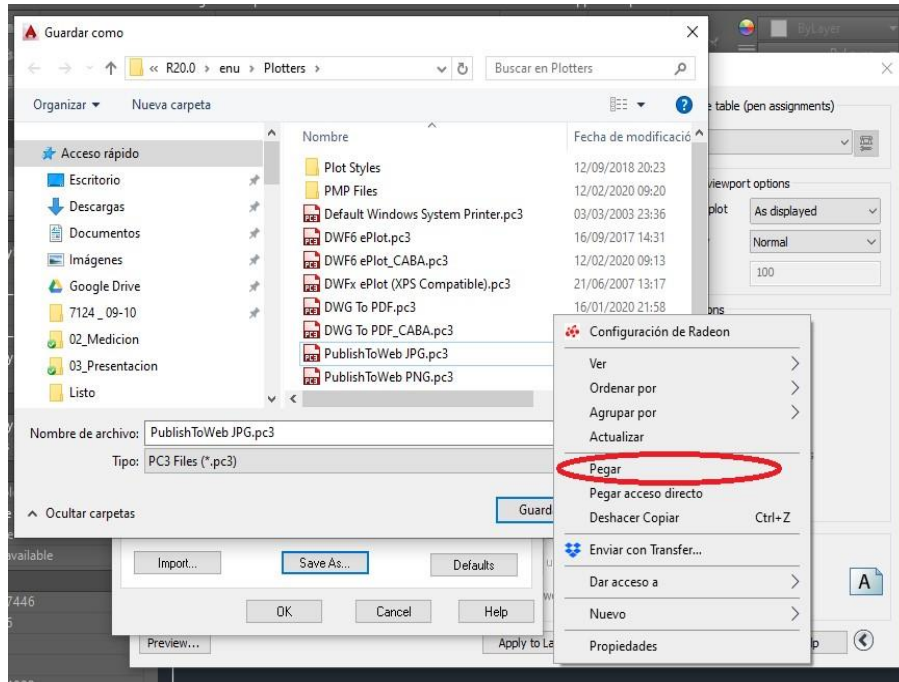 Guardar como
« R20.0 › enu › Plotters ›
Buscar en Plotters
Organizar
Nueva carpeta
Acceso rápido
Escritorio
Descargas
Documentos
Imágenes
Google Drive
7124 _ 09-10
02_Medicion
03_Presentacion
Listo
Nombre
Fecha de modificació
Plot Styles 12/09/2018 20:23
PMP Files 12/02/2020 09:20
Default Windows System Printer.pc3 03/03/2003 23:36
DWF6 ePlot.pc3 16/09/2017 14:31
DWF6 ePlot_CABA.pc3 12/02/2020 09:13
DWFx ePlot (XPS Compatible).pc3 21/06/2007 13:17
DWG To PDF.pc3 16/01/2020 21:58
DWG To PDF_CABA.pc3
PublishToWeb JPG.pc3
PublishToWeb PNG.pc3
Nombre de archivo: PublishToWeb JPG.pc3
Tipo: PC3 Files (*.pc3)
Ocultar carpetas
Guard
ByLayer
table (pen assignments)
viewport options
plot As displayed
Normal
100
ons
Configuración de Radeon
Ver
Ordenar por
Agrupar por
Actualizar
Pegar
Pegar acceso directo
Deshacer Copiar Ctrl+Z
Enviar con Transfer...
Dar acceso a
Nuevo
Propiedades
available
7446
Import...
Save As...
Defaults
OK
Cancel
Help
Preview...
Apply to La
A